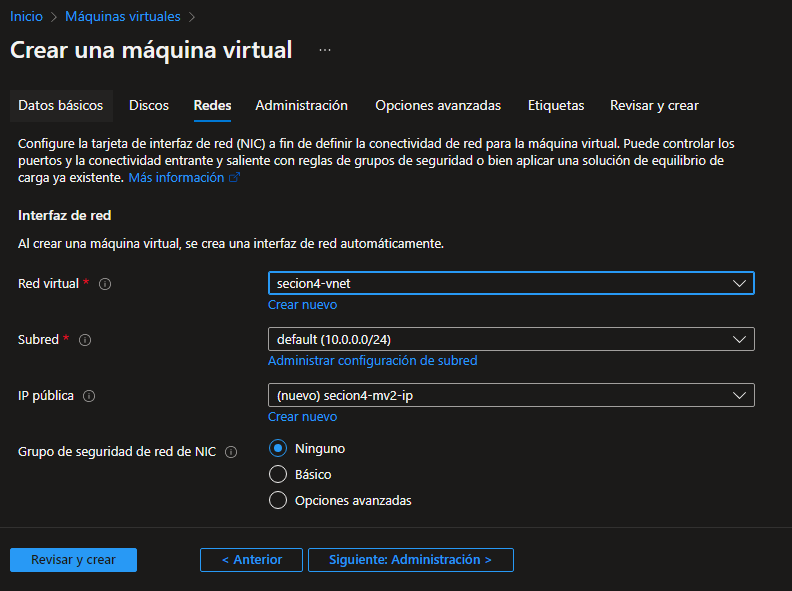 Inicio > Máquinas virtuales >
Crear una máquina virtual ...
Datos básicos Discos Redes Administración Opciones avanzadas Etiquetas Revisar y crear
Configure la tarjeta de interfaz de red (NIC) a fin de definir la conectividad de red para la máquina virtual. Puede controlar los
puertos y la conectividad entrante y saliente con reglas de grupos de seguridad o bien aplicar una solución de equilibrio de
carga ya existente. Más información
Interfaz de red
Al crear una máquina virtual, se crea una interfaz de red automáticamente.
Red virtual * secion4-vnet
Crear nuevo
Subred * default (10.0.0.0/24)
Administrar configuración de subred
IP pública (nuevo) secion4-mv2-ip
Crear nuevo
Grupo de seguridad de red de NIC Ninguno
Básico
Opciones avanzadas
Revisar y crear < Anterior Siguiente: Administración >